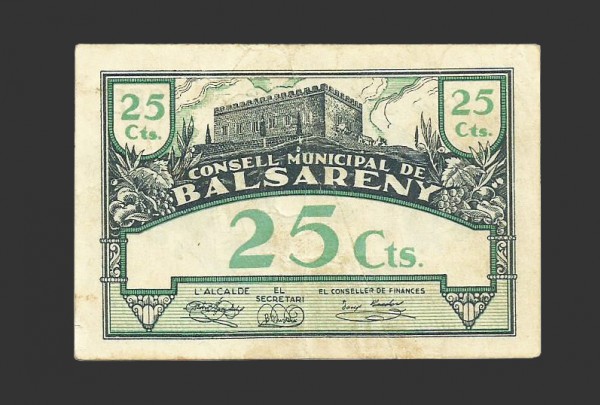 25
Cts.
25
Cts.
CONSELL MUNICIPAL DE
BALSARENY
25 Cts.
L'ALCALDE
EL
SECRETARI
EL CONSELLER DE FINANCES